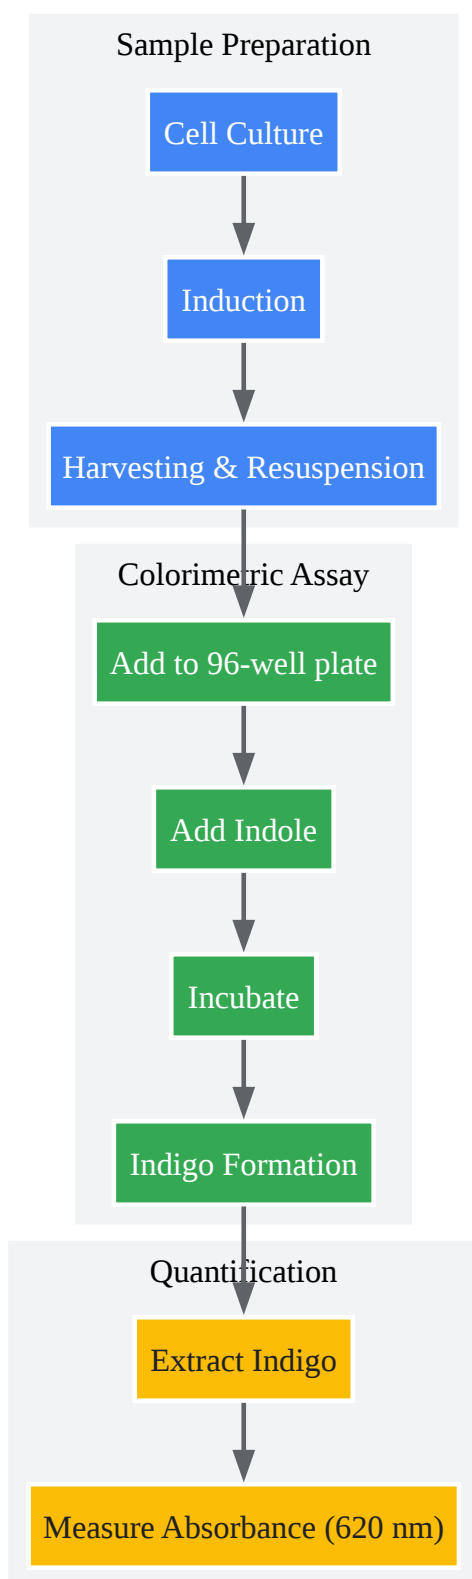 Sample Preparation
Cell Culture
Induction
Harvesting & Resuspension
Colorimetric Assay
Add to 96-well plate
Add Indole
Incubate
Indigo Formation
Quantification
Extract Indigo
Measure Absorbance (620 nm)